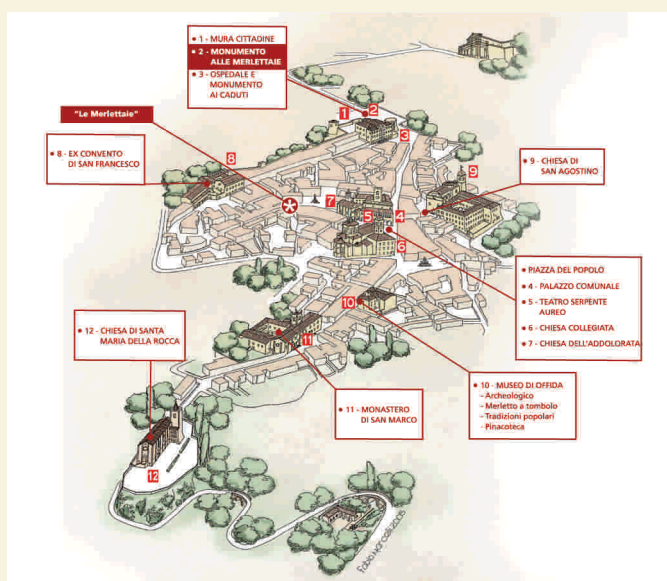 • 1 - MURA CITTADINE
• 2 - MONUMENTO
ALLE MERLETTAIE
• 3 - OSPEDALE E
MONUMENTO
AI CADUTI
"Le Merlettaie"
• 8 - EX CONVENTO
DI SAN FRANCESCO
1
2
3
8
9
• 9 - CHIESA DI
SAN AGOSTINO
7
5
4
6
• PIAZZA DEL POPOLO
• 4 - PALAZZO COMUNALE
• 5 - TEATRO SERPENTE
AUREO
• 6 - CHIESA COLLEGIATA
• 7 - CHIESA DELL'ADDOLORATA
10
• 12 - CHIESA DI SANTA
MARIA DELLA ROCCA
11
• 10 - MUSEO DI OFFIDA
– Archeologico
– Merletto a tombolo
– Tradizioni popolari
- Pinacoteca
• 11 - MONASTERO
DI SAN MARCO
12